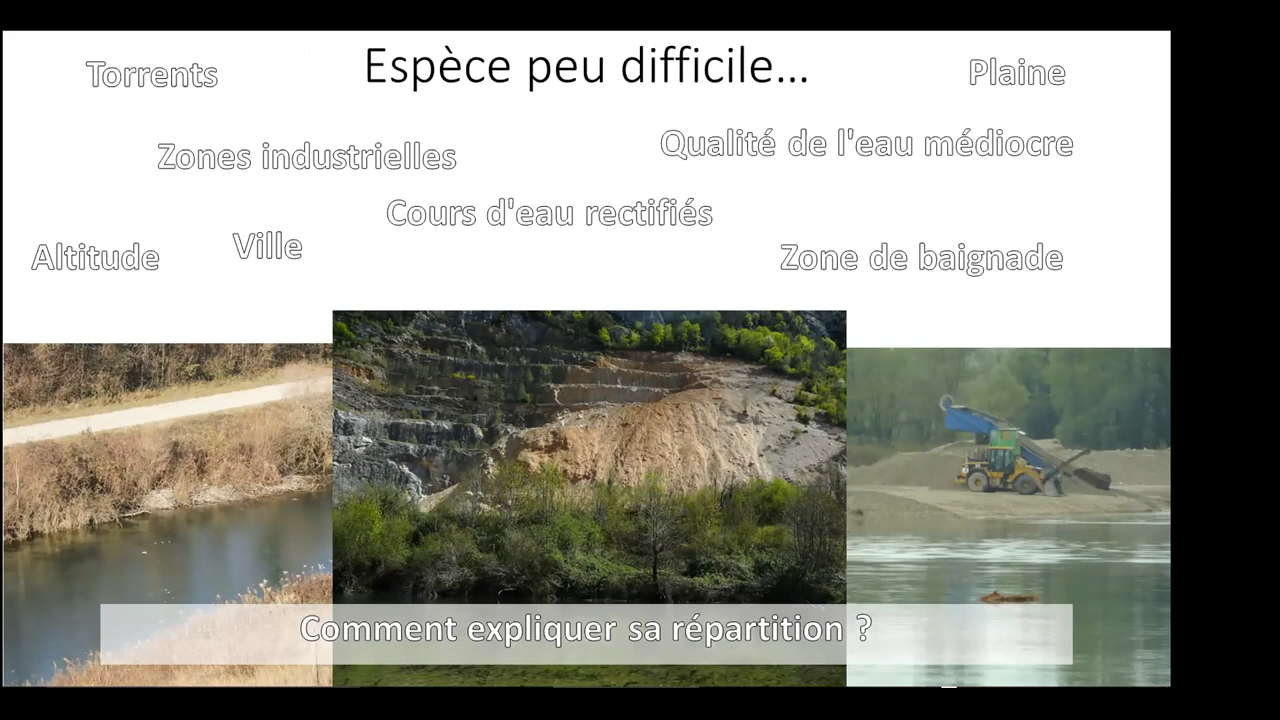 Espèce peu difficile...
Torrents
Plaine
Zones industrielles
Qualité de l'eau médiocre
Cours d'eau rectifiés
Altitude
Ville
Zone de baignade
Comment expliquer sa répartition ?